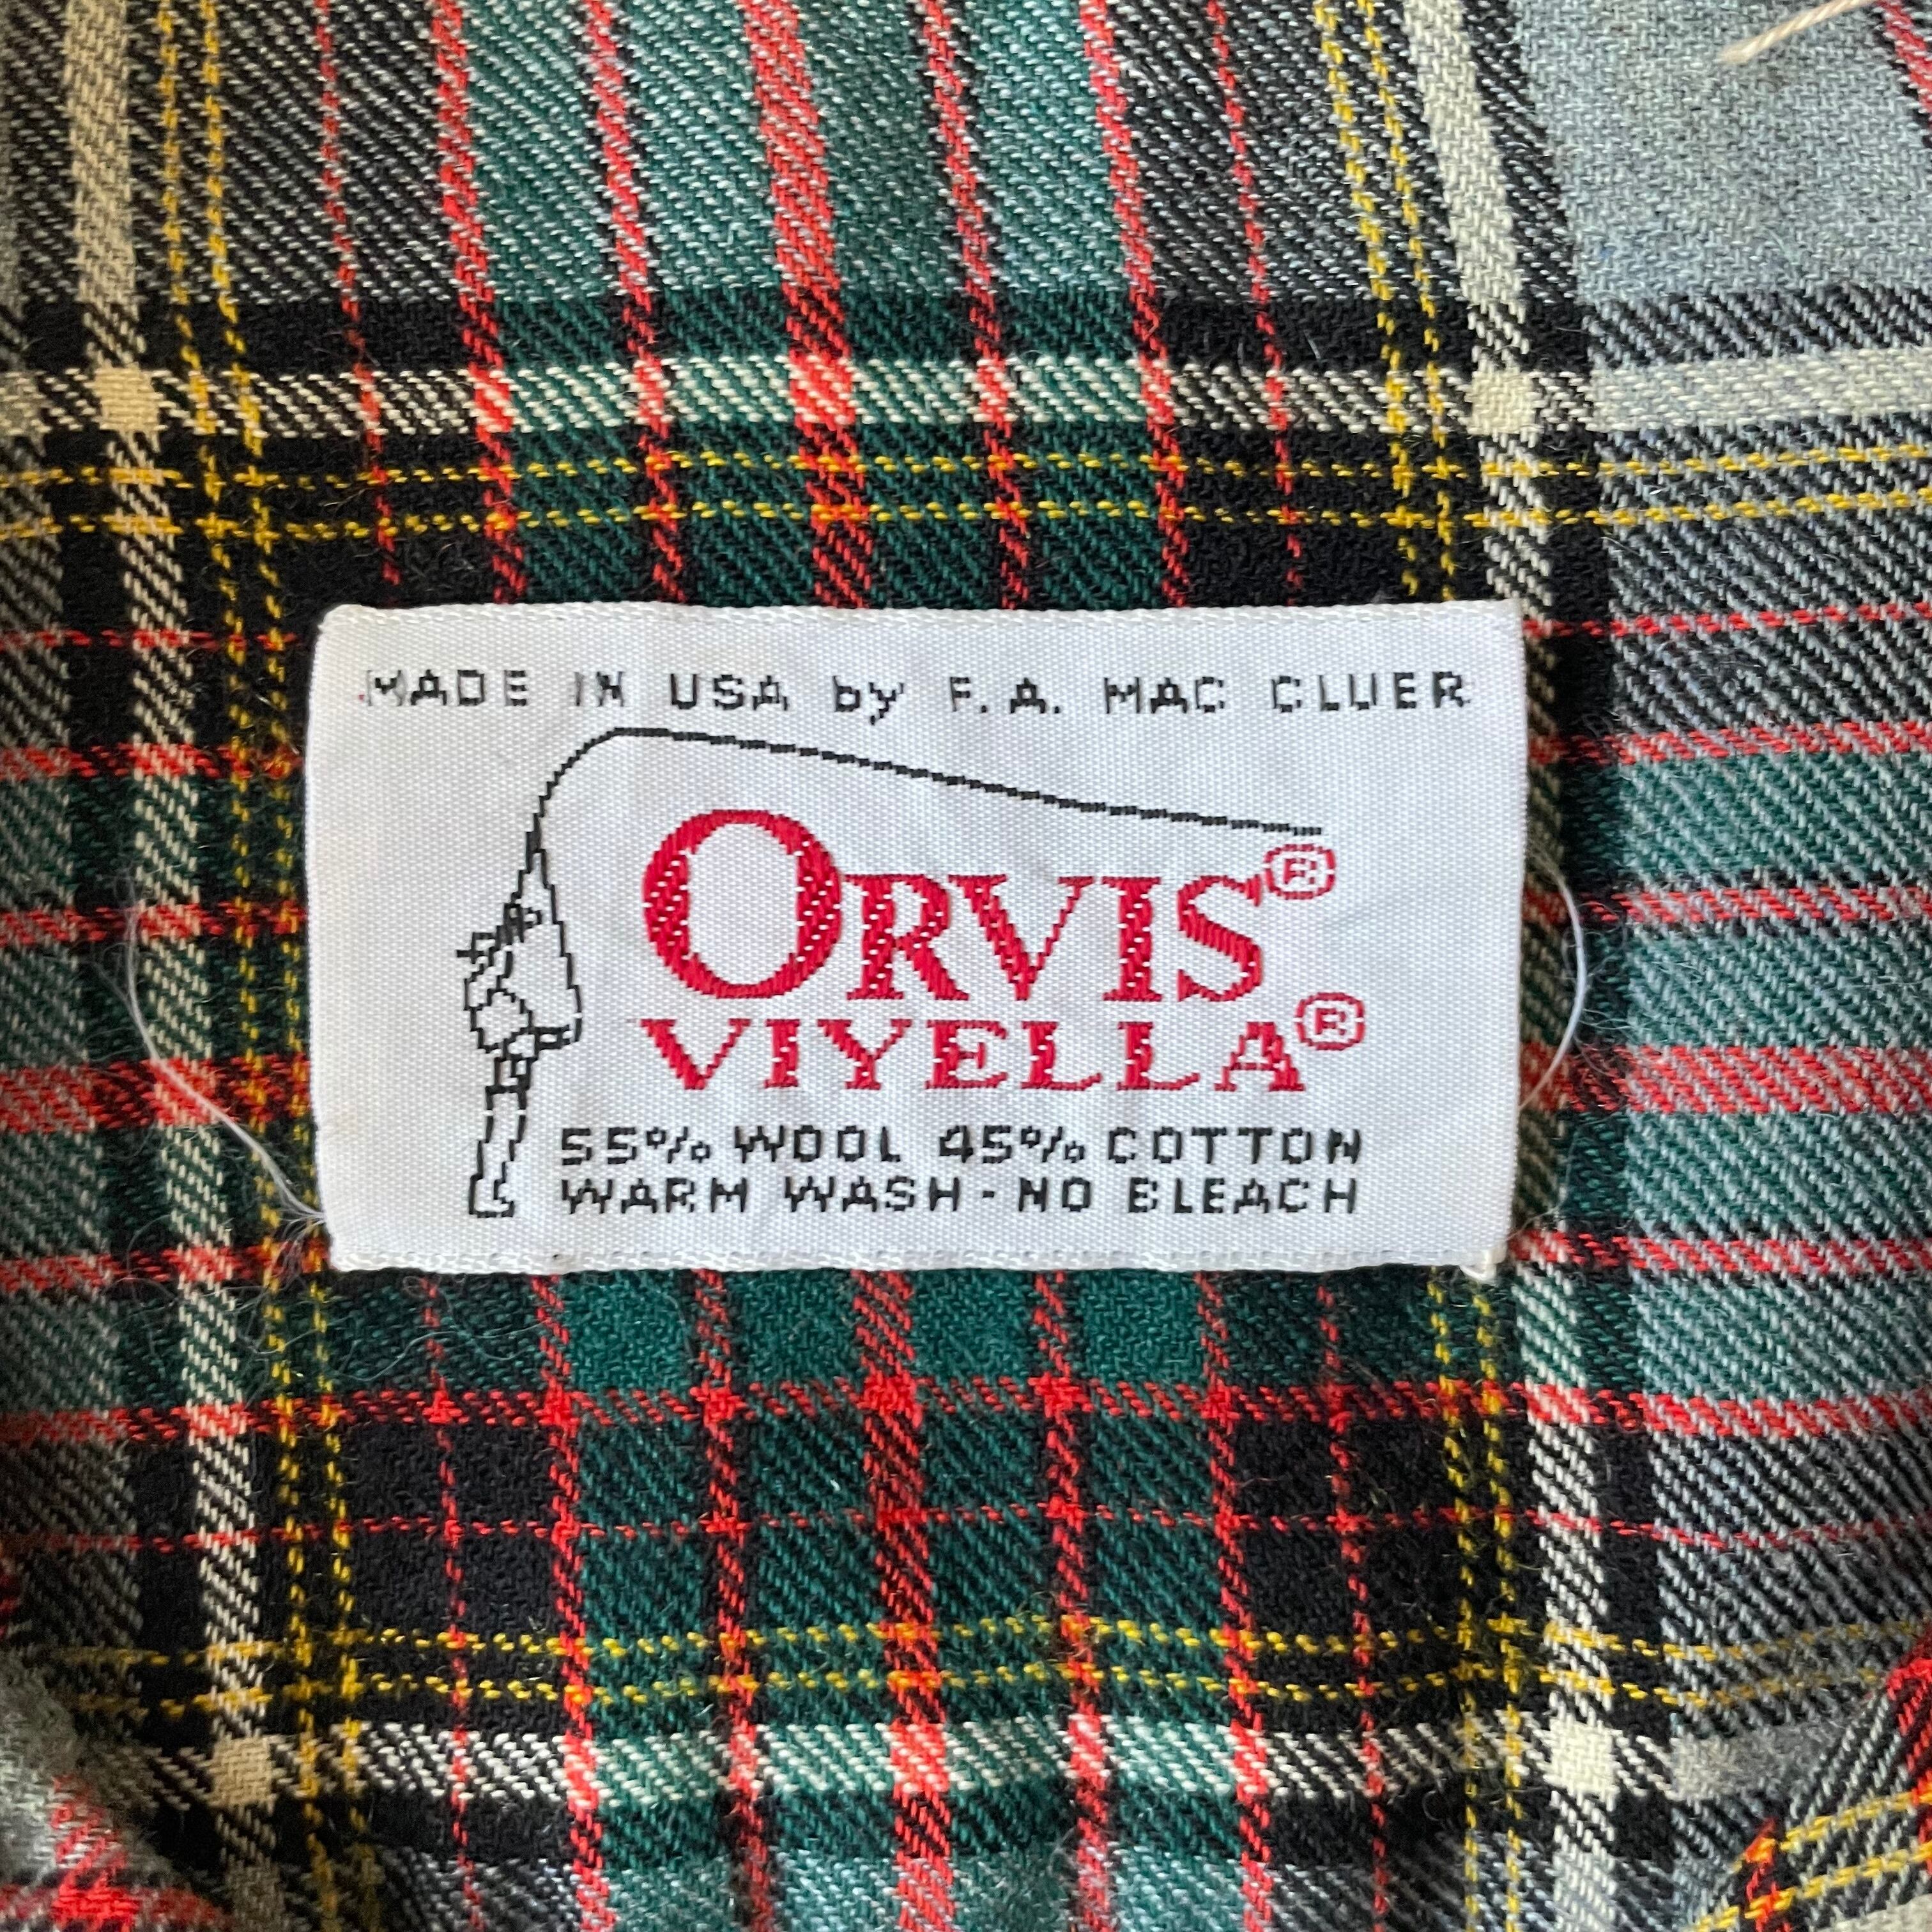 MADE IN USA by F.A. MAC CLUER
ORVIS®
VIYELLA®
55% WOOL 45% COTTON
WARM WASH - NO BLEACH